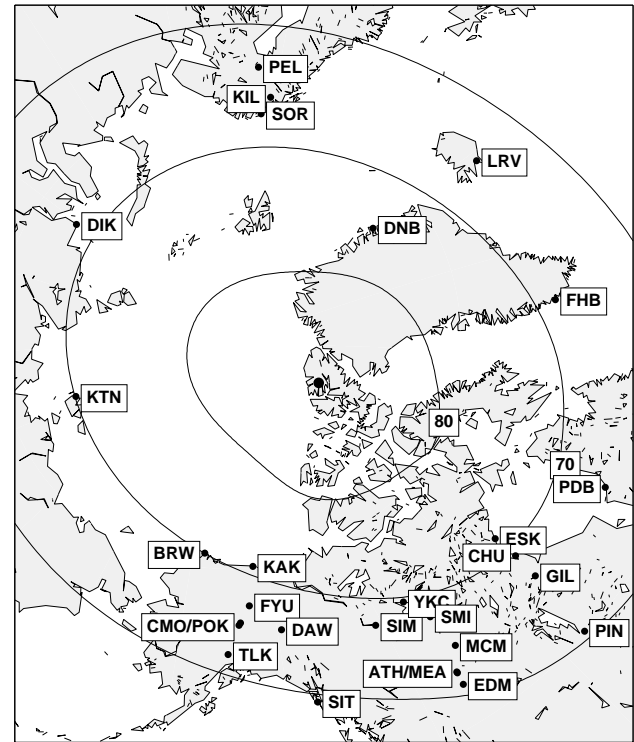 PEL
KIL
SOR
LRV
DIK
DNB
FHB
KTN
80
70
PDB
ESK
BRW
CHU
KAK
GIL
YKC
FYU
SMI
CMO/POK
SIM
DAW
PIN
MCM
TLK
ATH/MEA
EDM
SIT